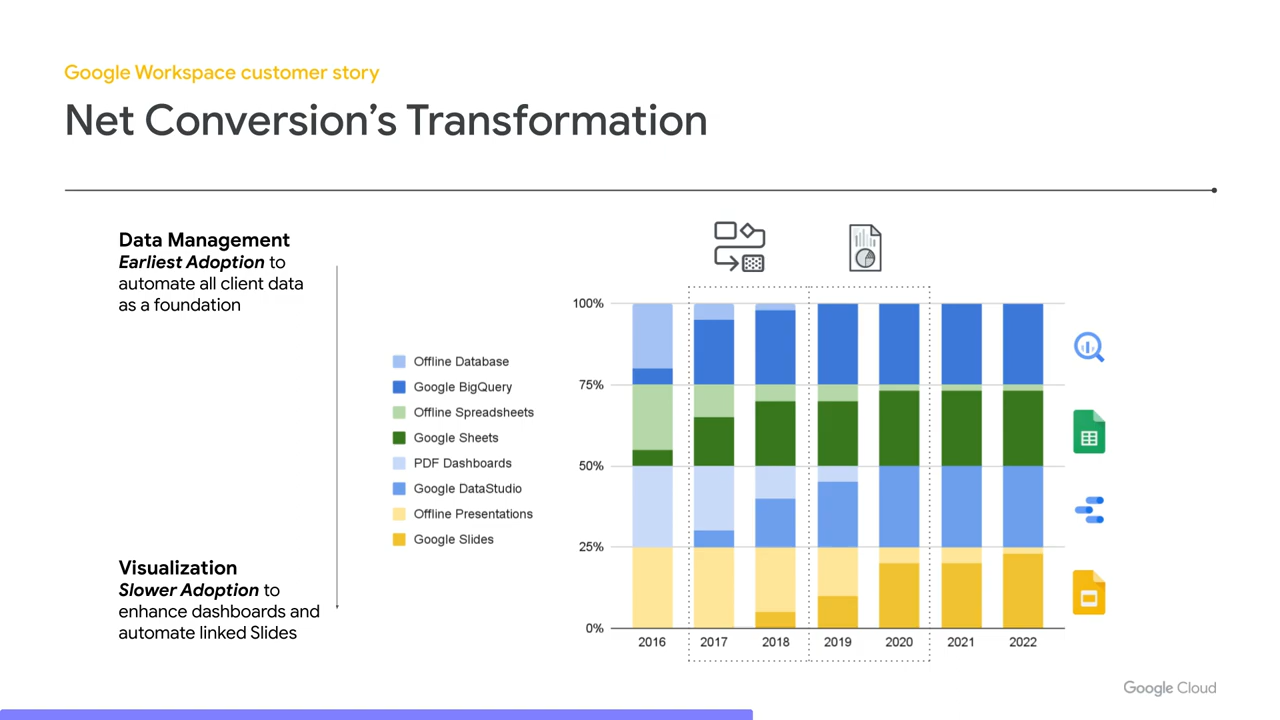 Google Workspace customer story
Net Conversion’s Transformation
Data Management
Earliest Adoption to
automate all client data
as a foundation
Visualization
Slower Adoption to
enhance dashboards and
automate linked Slides
Offline Database
Google BigQuery
Offline Spreadsheets
Google Sheets
PDF Dashboards
Google DataStudio
Offline Presentations
Google Slides
100%
75%
50%
25%
0%
2016 2017 2018 2019 2020 2021 2022
Google Cloud